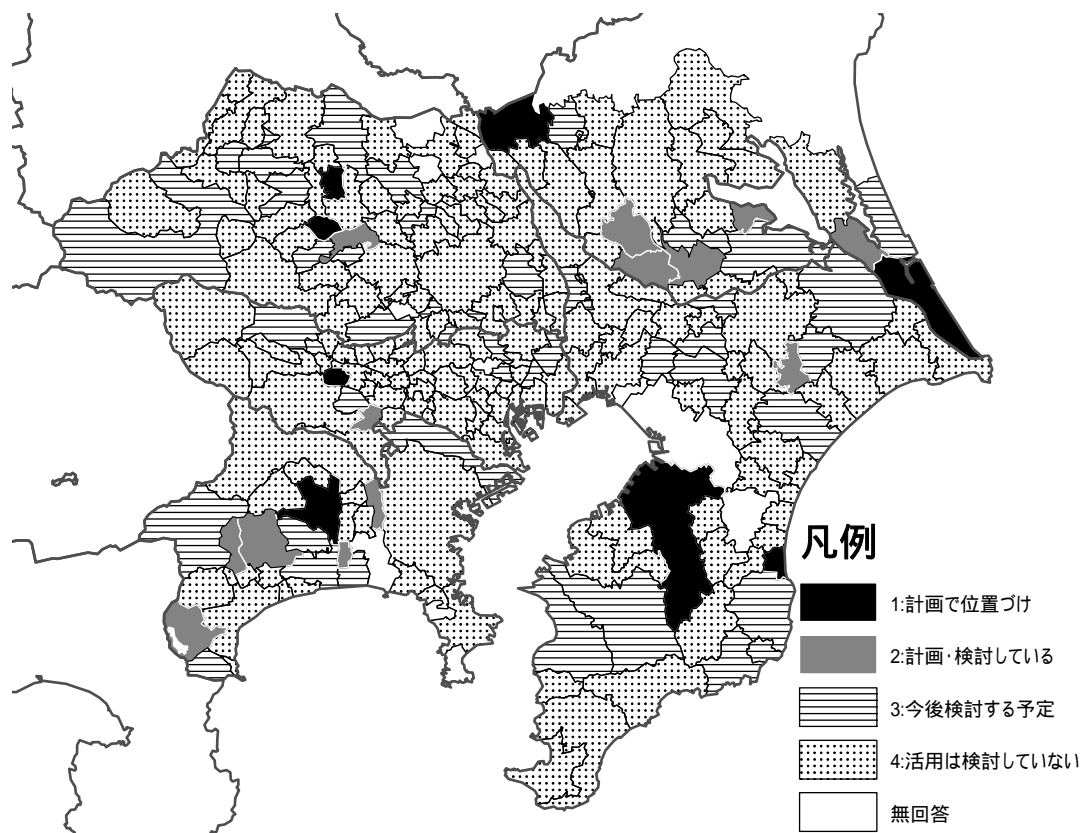 凡例
1:計画で位置づけ
2:計画・検討している
3:今後検討する予定
4:活用は検討していない
無回答